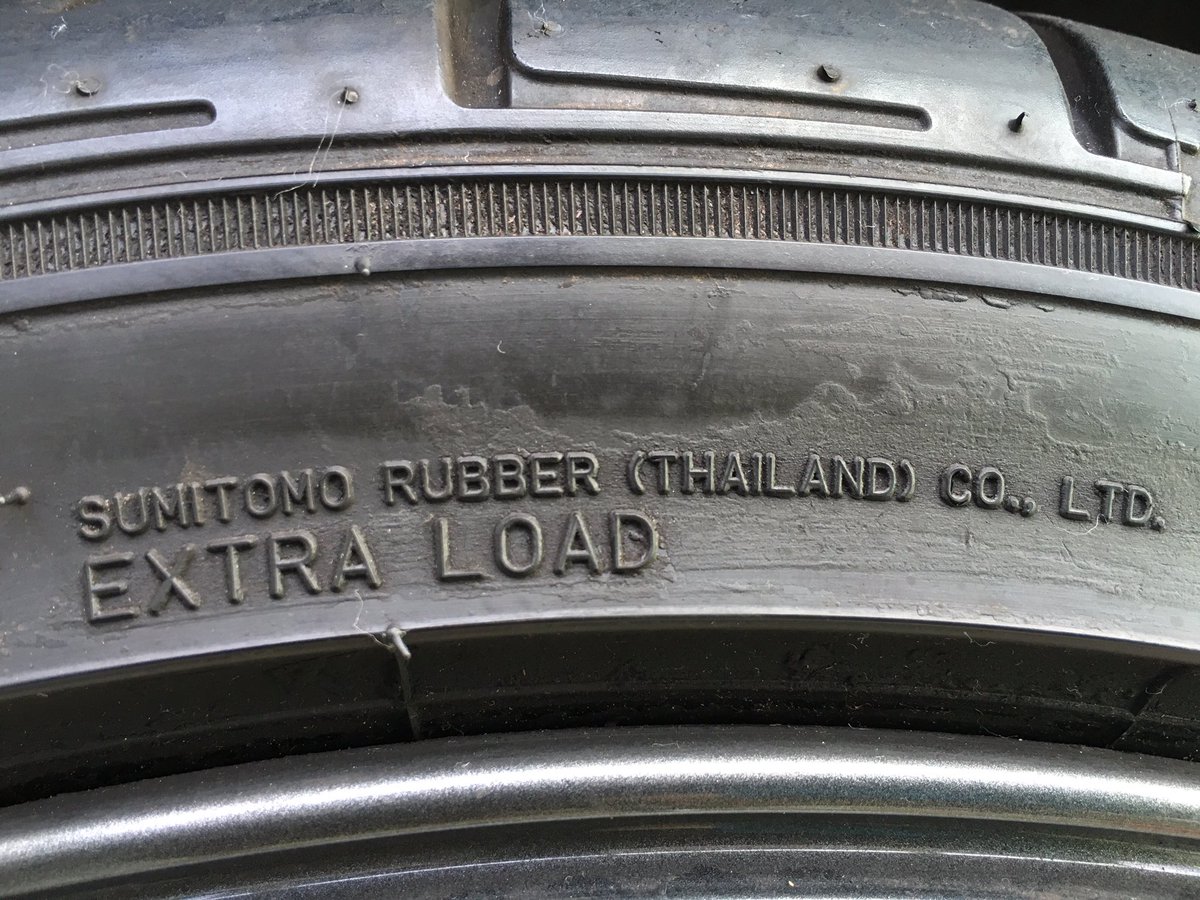 SUMITOMO RUBBER (THAILAND) CO., LTD.
EXTRA LOAD